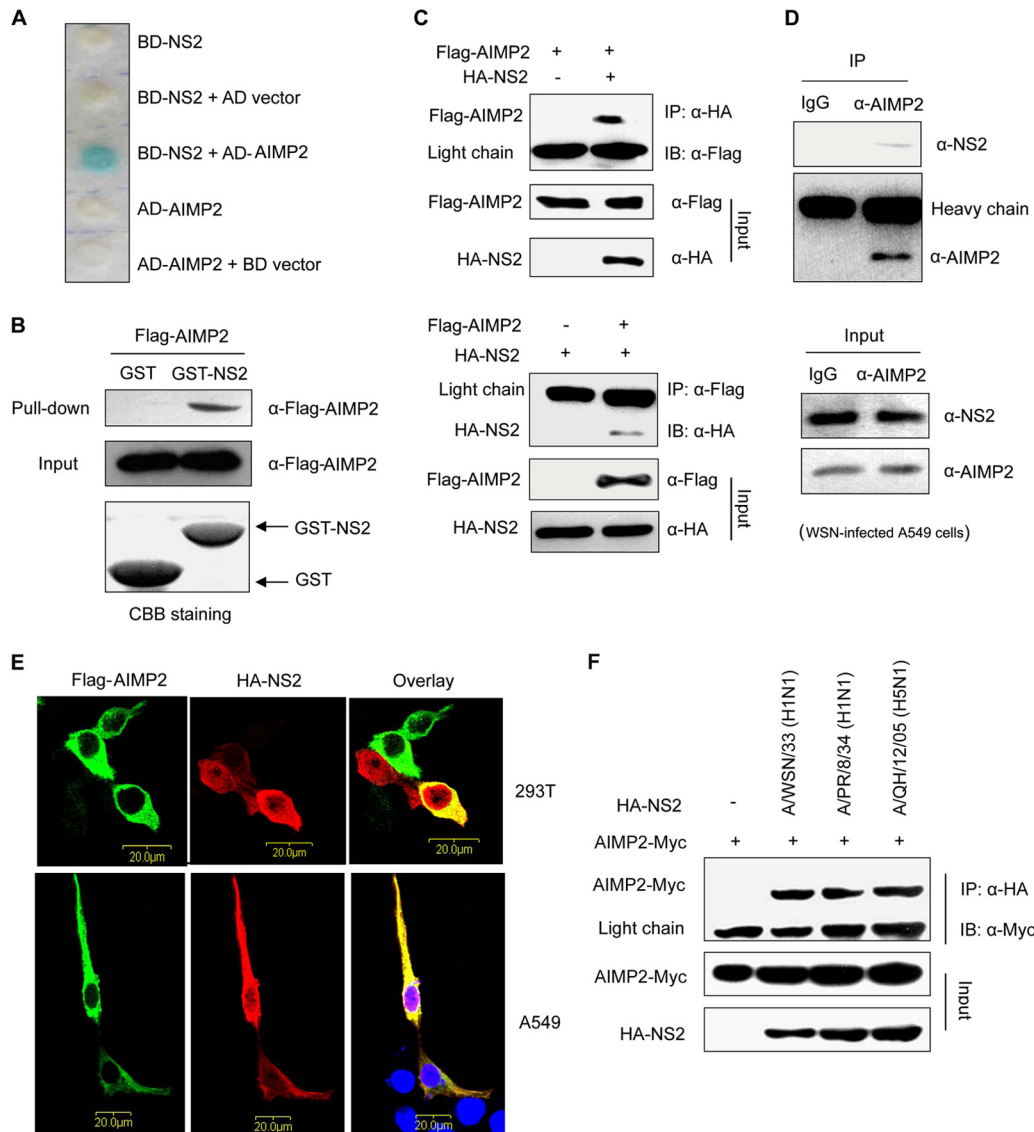 A
BD-NS2
BD-NS2 + AD vector
BD-NS2 + AD-AIMP2
AD-AIMP2
AD-AIMP2 + BD vector
B
Flag-AIMP2
GST GST-NS2
Pull-down α-Flag-AIMP2
Input α-Flag-AIMP2
GST-NS2
GST
CBB staining
C
Flag-AIMP2 + +
HA-NS2 - +
Flag-AIMP2 IP: α-HA
Light chain IB: α-Flag
Flag-AIMP2 α-Flag
HA-NS2 α-HA
Input
Flag-AIMP2 - +
HA-NS2 + +
Light chain IP: α-Flag
HA-NS2 IB: α-HA
Flag-AIMP2 α-Flag
HA-NS2 α-HA
Input
D
IP
IgG α-AIMP2
α-NS2
Heavy chain
α-AIMP2
Input
IgG α-AIMP2
α-NS2
α-AIMP2
(WSN-infected A549 cells)
E
Flag-AIMP2 HA-NS2 Overlay
293T
20.0μm 20.0μm 20.0μm
A549
20.0μm 20.0μm 20.0μm
F
A/WSN/33 (H1N1)
A/PR/8/34 (H1N1)
A/QH/12/05 (H5N1)
HA-NS2 -
AIMP2-Myc + + + +
AIMP2-Myc IP: α-HA
Light chain IB: α-Myc
AIMP2-Myc
HA-NS2
Input